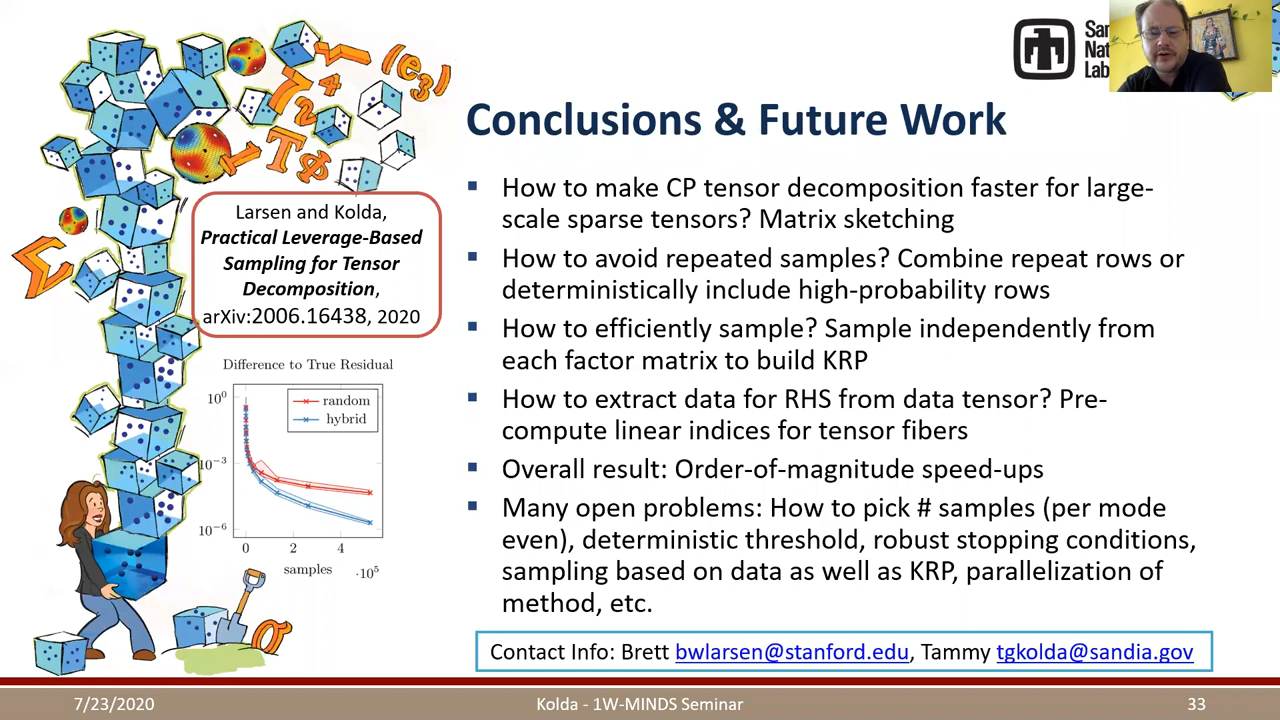 San
Nat
Lab
Conclusions & Future Work
(e₃)
7
4
2
1
T
Φ
Σ
σ
Larsen and Kolda,
Practical Leverage-Based
Sampling for Tensor
Decomposition,
arXiv:2006.16438, 2020
Difference to True Residual
10⁰
10⁻³
10⁻⁶
random
hybrid
0 2 4
samples ·10⁵
▪ How to make CP tensor decomposition faster for large-
scale sparse tensors? Matrix sketching
▪ How to avoid repeated samples? Combine repeat rows or
deterministically include high-probability rows
▪ How to efficiently sample? Sample independently from
each factor matrix to build KRP
▪ How to extract data for RHS from data tensor? Pre-
compute linear indices for tensor fibers
▪ Overall result: Order-of-magnitude speed-ups
▪ Many open problems: How to pick # samples (per mode
even), deterministic threshold, robust stopping conditions,
sampling based on data as well as KRP, parallelization of
method, etc.
Contact Info: Brett bwlarsen@stanford.edu, Tammy tgkolda@sandia.gov
7/23/2020 Kolda - 1W-MINDS Seminar 33